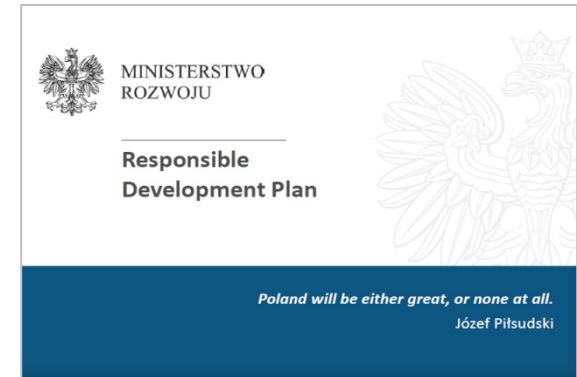 MINISTERSTWO
ROZWOJU
Responsible
Development Plan
Poland will be either great, or none at all.
Józef Piłsudski